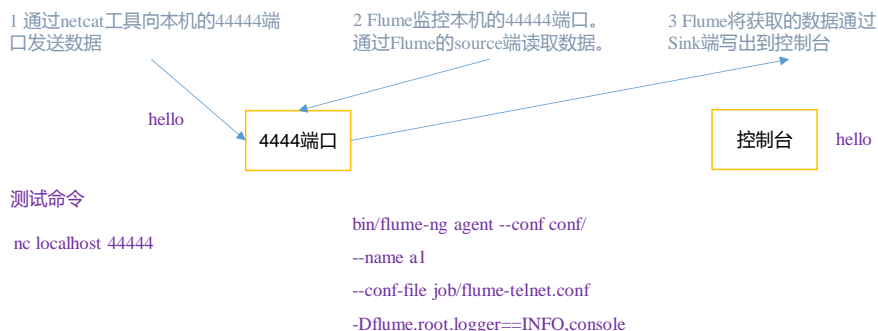 1 通过netcat工具向本机的44444端
口发送数据
2 Flume监控本机的44444端口。
通过Flume的source端读取数据。
3 Flume将获取的数据通过
Sink端写出到控制台
hello
4444端口
控制台
hello
测试命令
nc localhost 44444
bin/flume-ng agent --conf conf/
--name a1
--conf-file job/flume-telnet.conf
-Dflume.root.logger==INFO,console